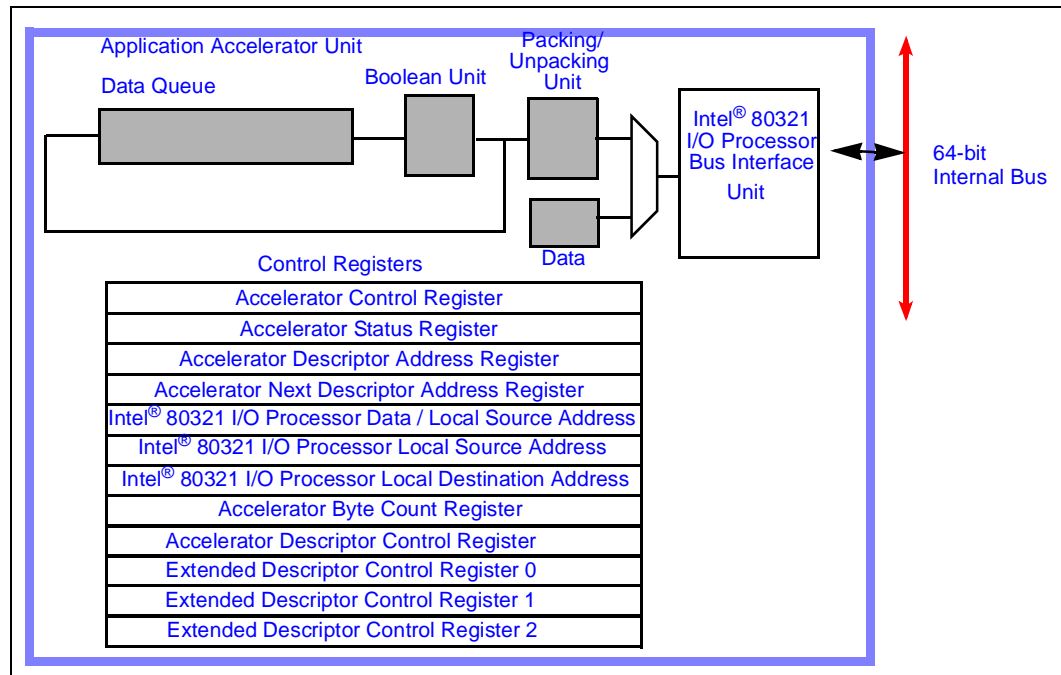 Application Accelerator Unit
Data Queue
Boolean Unit
Packing/
Unpacking
Unit
Intel® 80321
I/O Processor
Bus Interface
Unit
64-bit
Internal Bus
Data
Control Registers
Accelerator Control Register
Accelerator Status Register
Accelerator Descriptor Address Register
Accelerator Next Descriptor Address Register
Intel® 80321 I/O Processor Data / Local Source Address
Intel® 80321 I/O Processor Local Source Address
Intel® 80321 I/O Processor Local Destination Address
Accelerator Byte Count Register
Accelerator Descriptor Control Register
Extended Descriptor Control Register 0
Extended Descriptor Control Register 1
Extended Descriptor Control Register 2